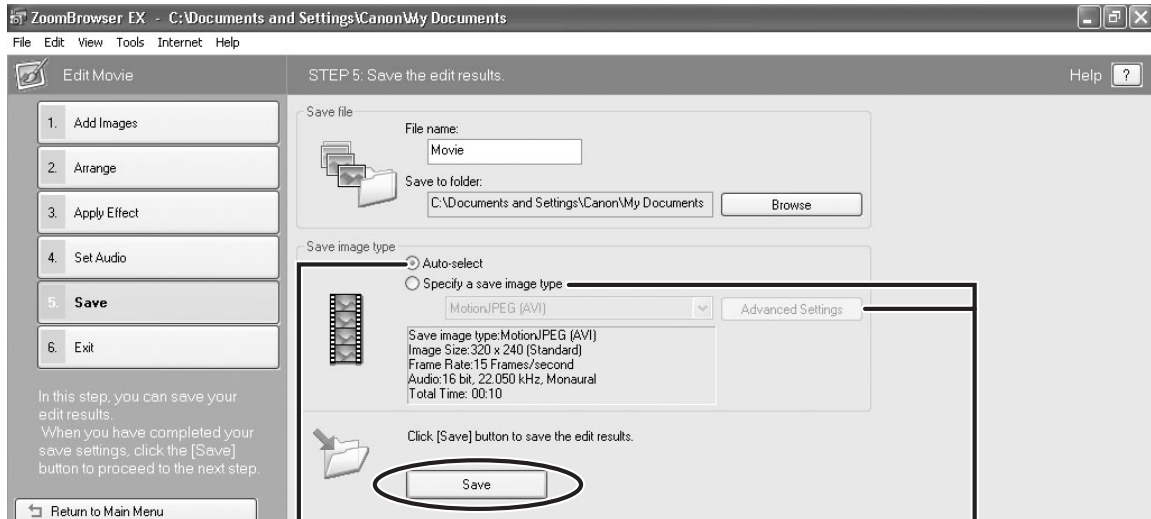 ZoomBrowser EX - C:\Documents and Settings\Canon\My Documents
File Edit View Tools Internet Help
Edit Movie
STEP 5: Save the edit results.
Help ?
1. Add Images
2. Arrange
3. Apply Effect
4. Set Audio
5. Save
6. Exit
In this step, you can save your
edit results.
When you have completed your
save settings, click the [Save]
button to proceed to the next step.
Return to Main Menu
Save file
File name:
Movie
Save to folder:
C:\Documents and Settings\Canon\My Documents
Browse
Save image type
Auto-select
Specify a save image type
MotionJPEG (AVI)
Advanced Settings
Save image type:MotionJPEG (AVI)
Image Size:320 x 240 (Standard)
Frame Rate:15 Frames/second
Audio:16 bit, 22.050 kHz, Monaural
Total Time: 00:10
Click [Save] button to save the edit results.
Save